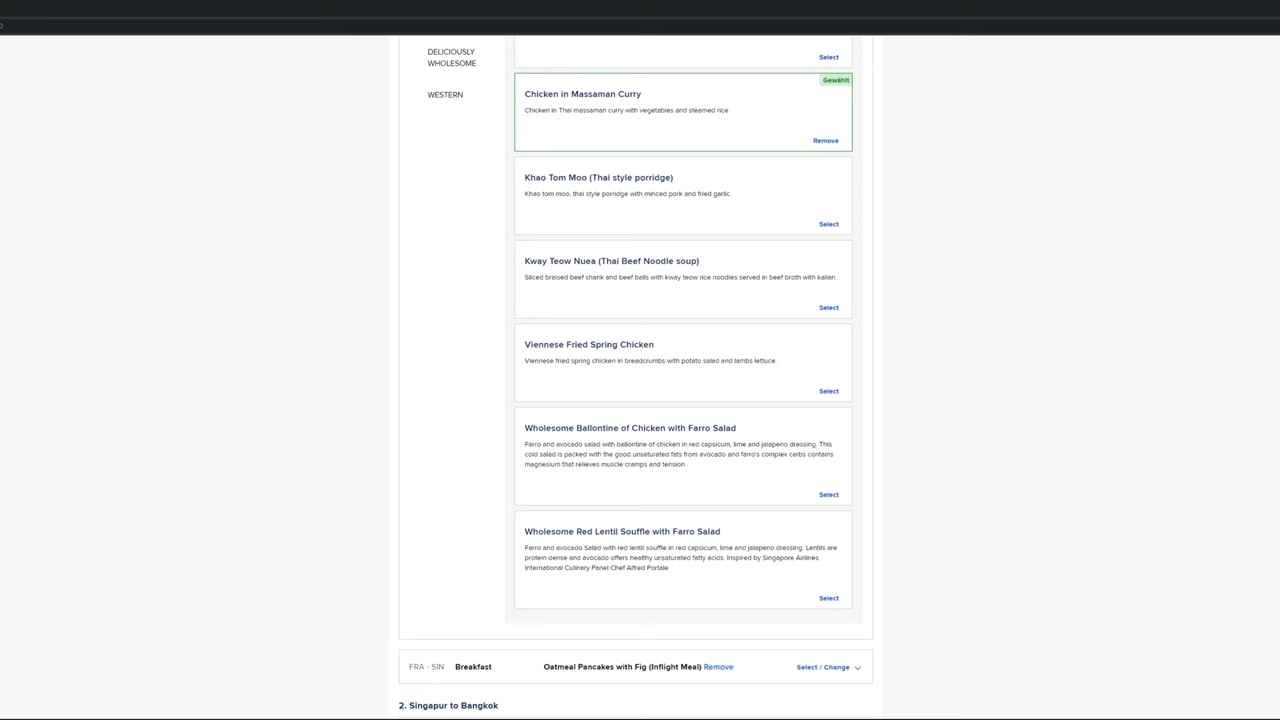 DELICIOUSLY
WHOLESOME
WESTERN
Select
Gewählt
Chicken in Massaman Curry
Chicken in Thai massaman curry with vegetables and steamed rice
Remove
Khao Tom Moo (Thai style porridge)
Khao tom moo, thai style porridge with minced pork and fried garlic.
Select
Kway Teow Nuea (Thai Beef Noodle soup)
Sliced braised beef shank and beef balls with kway teow rice noodles served in beef broth with kailan.
Select
Viennese Fried Spring Chicken
Viennese fried spring chicken in breadcrumbs with potato salad and lambs lettuce.
Select
Wholesome Ballontine of Chicken with Farro Salad
Farro and avocado salad with ballontine of chicken in red capsicum, lime and jalapeno dressing. This
cold salad is packed with the good unsaturated fats from avocado and farro's complex carbs contains
magnesium that relieves muscle cramps and tension
Select
Wholesome Red Lentil Souffle with Farro Salad
Farro and avocado Salad with red lentil souffle in red capsicum, lime and jalapeno dressing. Lentils are
protein dense and avocado offers healthy unsaturated fatty acids. Inspired by Singapore Airlines
International Culinary Panel Chef Alfred Portale
Select
FRA - SIN Breakfast Oatmeal Pancakes with Fig (Inflight Meal) Remove Select / Change
2. Singapur to Bangkok